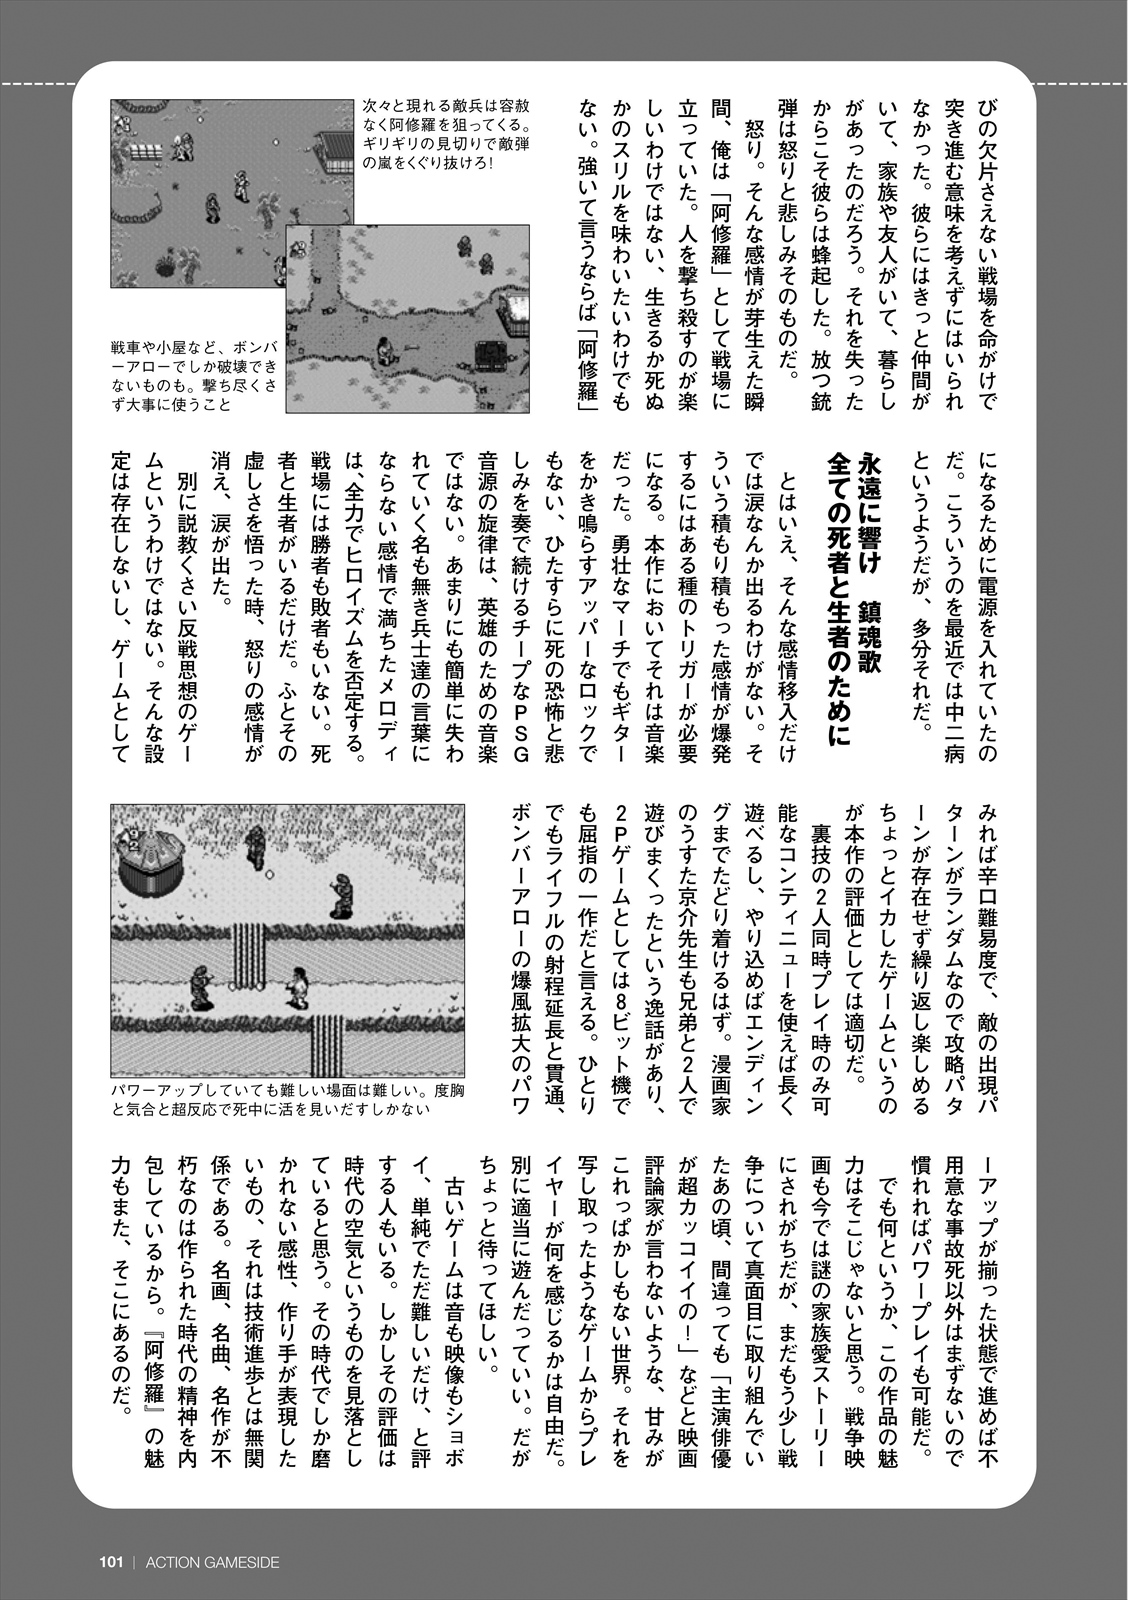 びの欠片さえない戦場を命がけで
突き進む意味を考えずにはいられ
なかった。彼らにはきっと仲間が
いて、家族や友人がいて、暮らし
があったのだろう。それを失った
からこそ彼らは蜂起した。放つ銃
弾は怒りと悲しみそのものだ。
　怒り。そんな感情が芽生えた瞬
間、俺は「阿修羅」として戦場に
立っていた。人を撃ち殺すのが楽
しいわけではない、生きるか死ぬ
かのスリルを味わいたいわけでも
ない。強いて言うならば「阿修羅」
次々と現れる敵兵は容赦
なく阿修羅を狙ってくる。
ギリギリの見切りで敵弾
の嵐をくぐり抜けろ!
戦車や小屋など、ボンバ
ーアローでしか破壊でき
ないものも。撃ち尽くさ
ず大事に使うこと
になるために電源を入れていたの
だ。こういうのを最近では中二病
というようだが、多分それだ。
永遠に響け　鎮魂歌
全ての死者と生者のために
　とはいえ、そんな感情移入だけ
では涙なんか出るわけがない。そ
ういう積もり積もった感情が爆発
するにはある種のトリガーが必要
になる。本作においてそれは音楽
だった。勇壮なマーチでもギター
をかき鳴らすアッパーなロックで
もない、ひたすらに死の恐怖と悲
しみを奏で続けるチープなPSG
音源の旋律は、英雄のための音楽
ではない。あまりにも簡単に失わ
れていく名も無き兵士達の言葉に
ならない感情で満ちたメロディ
は、全力でヒロイズムを否定する。
戦場には勝者も敗者もいない。死
者と生者がいるだけだ。ふとその
虚しさを悟った時、怒りの感情が
消え、涙が出た。
　別に説教くさい反戦思想のゲー
ムというわけではない。そんな設
定は存在しないし、ゲームとして
みれば辛口難易度で、敵の出現パ
ターンがランダムなので攻略パタ
ーンが存在せず繰り返し楽しめる
ちょっとイカしたゲームというの
が本作の評価としては適切だ。
　裏技の2人同時プレイ時のみ可
能なコンティニューを使えば長く
遊べるし、やり込めばエンディン
グまでたどり着けるはず。漫画家
のうすた京介先生も兄弟と2人で
遊びまくったという逸話があり、
2Pゲームとしては8ビット機で
も屈指の一作だと言える。ひとり
でもライフルの射程延長と貫通、
ボンバーアローの爆風拡大のパワ
パワーアップしていても難しい場面は難しい。度胸
と気合と超反応で死中に活を見いだすしかない
ーアップが揃った状態で進めば不
用意な事故死以外はまずないので
慣れればパワープレイも可能だ。
　でも何というか、この作品の魅
力はそこじゃないと思う。戦争映
画も今では謎の家族愛ストーリー
にされがちだが、まだもう少し戦
争について真面目に取り組んでい
たあの頃、間違っても「主演俳優
が超カッコイイの!」などと映画
評論家が言わないような、甘みが
これっぱかしもない世界。それを
写し取ったようなゲームからプレ
イヤーが何を感じるかは自由だ。
別に適当に遊んだっていい。だが
ちょっと待ってほしい。
　古いゲームは音も映像もショボ
イ、単純でただ難しいだけ、と評
する人もいる。しかしその評価は
時代の空気というものを見落とし
ていると思う。その時代でしか磨
かれない感性、作り手が表現した
いもの、それは技術進歩とは無関
係である。名画、名曲、名作が不
朽なのは作られた時代の精神を内
包しているから。『阿修羅』の魅
力もまた、そこにあるのだ。
101 | ACTION GAMESIDE